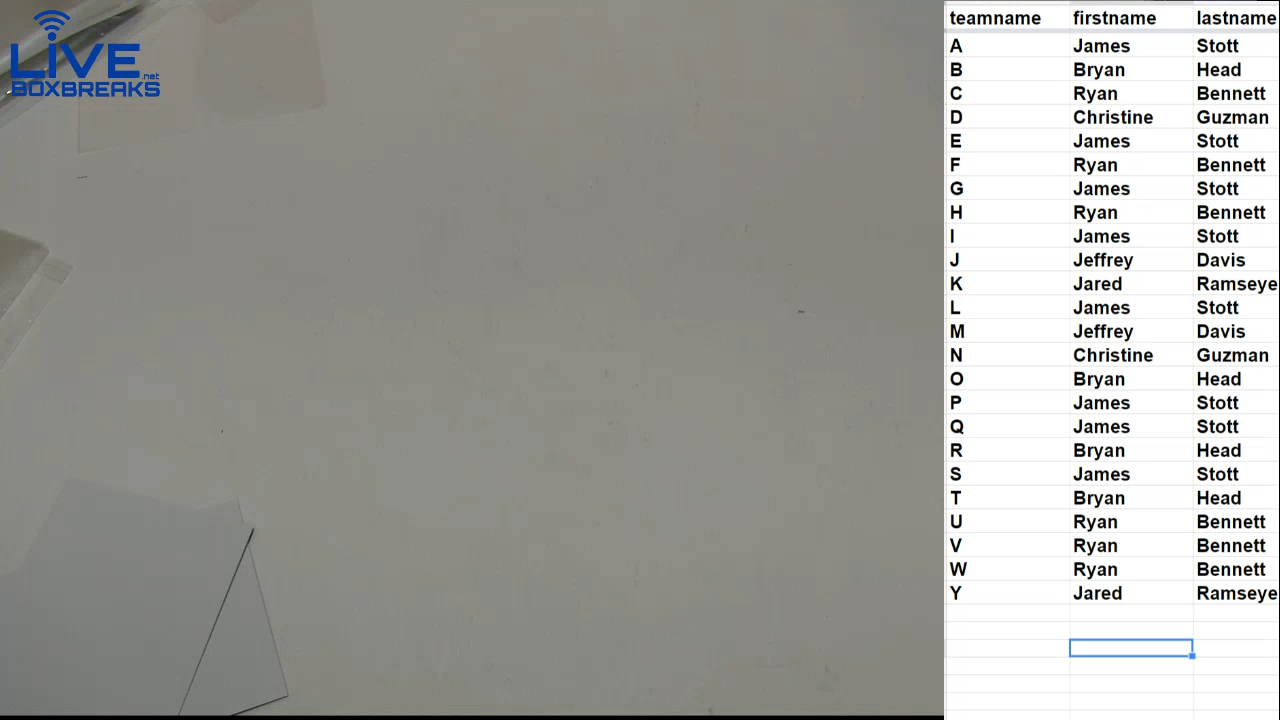 LIVE
.net
BOXBREAKS
teamname firstname lastname
A James Stott
B Bryan Head
C Ryan Bennett
D Christine Guzman
E James Stott
F Ryan Bennett
G James Stott
H Ryan Bennett
I James Stott
J Jeffrey Davis
K Jared Ramseye
L James Stott
M Jeffrey Davis
N Christine Guzman
O Bryan Head
P James Stott
Q James Stott
R Bryan Head
S James Stott
T Bryan Head
U Ryan Bennett
V Ryan Bennett
W Ryan Bennett
Y Jared Ramseye